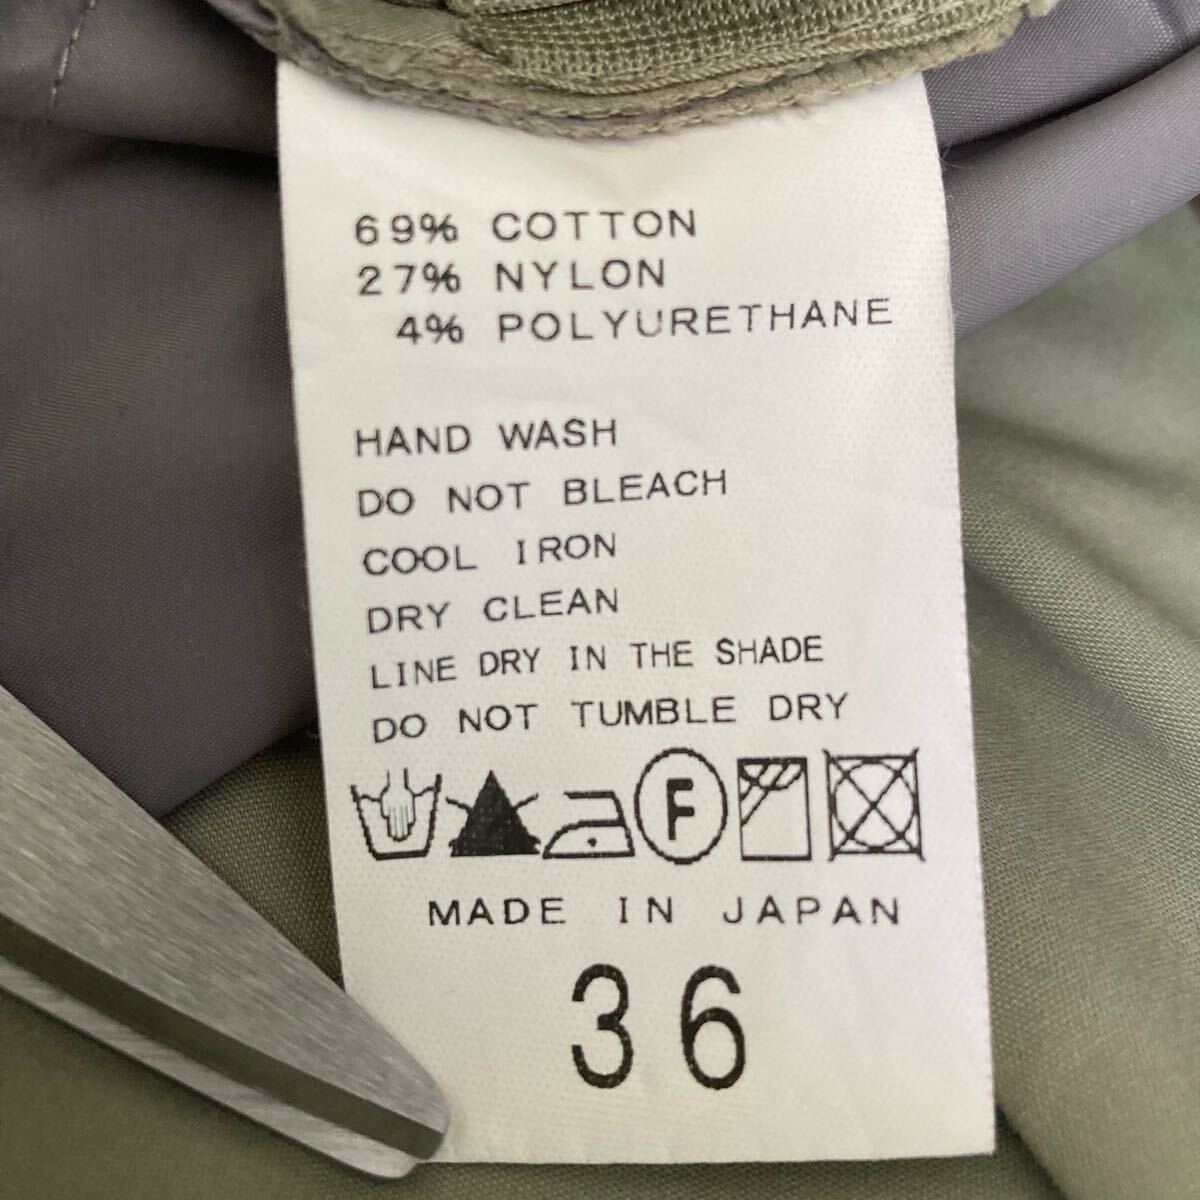 69% COTTON
27% NYLON
4% POLYURETHANE
HAND WASH
DO NOT BLEACH
COOL IRON
DRY CLEAN
LINE DRY IN THE SHADE
DO NOT TUMBLE DRY
F
MADE IN JAPAN
36